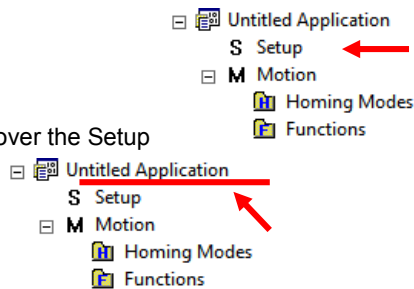 Untitled Application
S Setup
M Motion
H Homing Modes
F Functions
over the Setup
Untitled Application
S Setup
M Motion
H Homing Modes
F Functions